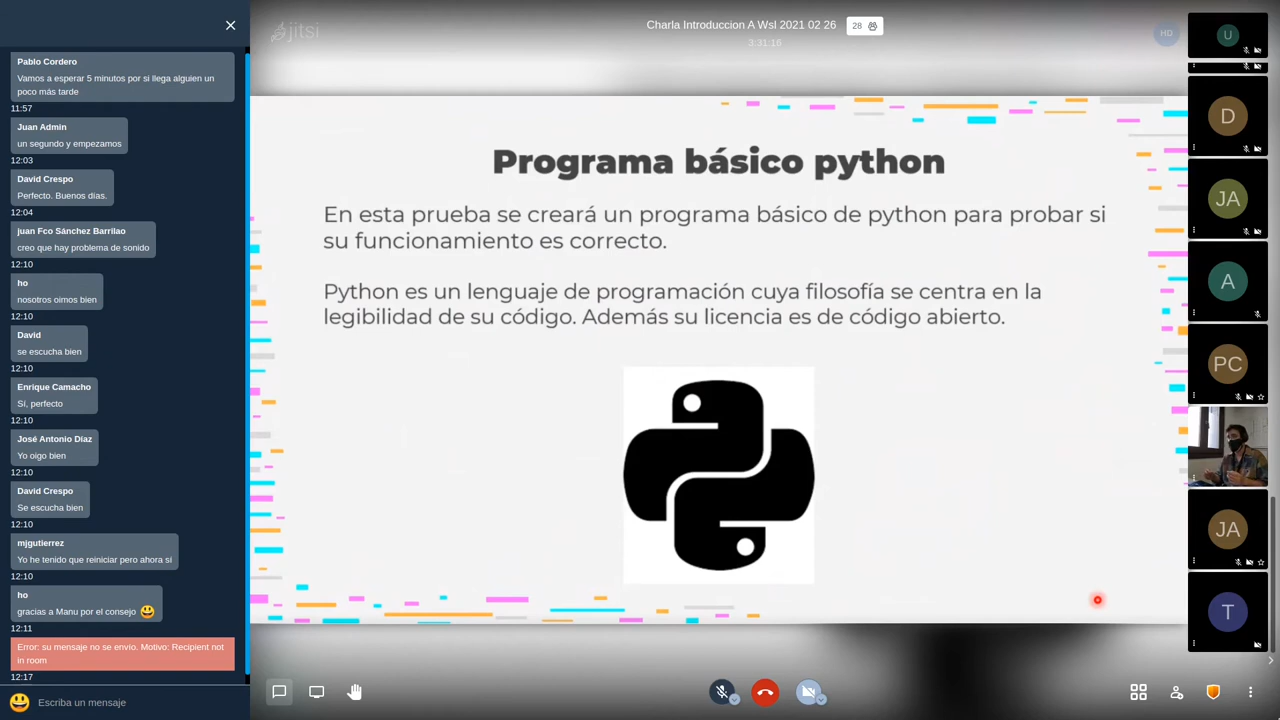 Pablo Cordero
Vamos a esperar 5 minutos por si llega alguien un
poco más tarde
11:57
Juan Admin
un segundo y empezamos
12:03
David Crespo
Perfecto. Buenos días.
12:04
juan Fco Sánchez Barrilao
creo que hay problema de sonido
12:10
ho
nosotros oimos bien
12:10
David
se escucha bien
12:10
Enrique Camacho
Sí, perfecto
12:10
José Antonio Díaz
Yo oigo bien
12:10
David Crespo
Se escucha bien
12:10
mjgutierrez
Yo he tenido que reiniciar pero ahora sí
12:10
ho
gracias a Manu por el consejo 😃
12:11
Error: su mensaje no se envío. Motivo: Recipient not
in room
12:17
Escriba un mensaje
jitsi
Charla Introduccion A Wsl 2021 02 26
28
3:31:16
HD
Programa básico python
En esta prueba se creará un programa básico de python para probar si
su funcionamiento es correcto.
Python es un lenguaje de programación cuya filosofía se centra en la
legibilidad de su código. Además su licencia es de código abierto.
U
D
JA
A
PC
JA
T